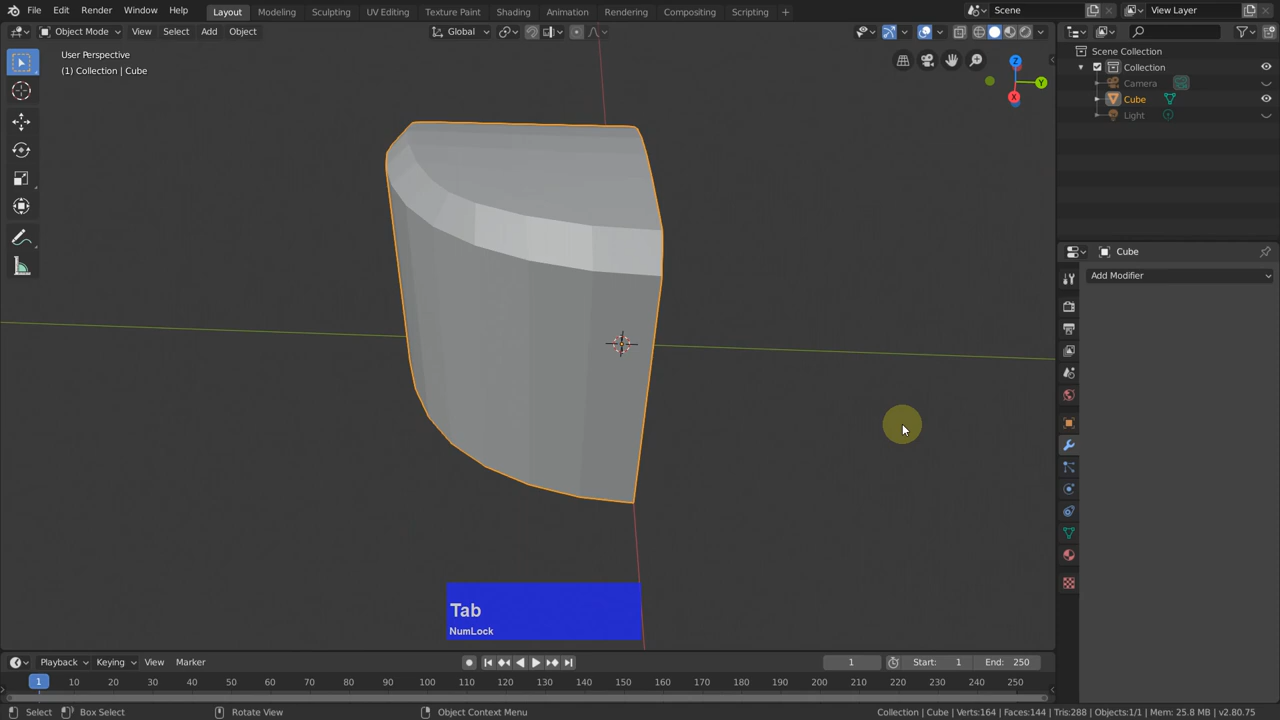 File Edit Render Window Help Layout Modeling Sculpting UV Editing Texture Paint Shading Animation Rendering Compositing Scripting + Scene View Layer
Object Mode View Select Add Object Global
User Perspective
(1) Collection | Cube
Z
Y
X
Scene Collection
Collection
Camera
Cube
Light
Cube
Add Modifier
Tab
NumLock
Playback Keying View Marker 1 Start: 1 End: 250
1 10 20 30 40 50 60 70 80 90 100 110 120 130 140 150 160 170 180 190 200 210 220 230 240 250
Select Box Select Rotate View Object Context Menu Collection | Cube | Verts:164 | Faces:144 | Tris:288 | Objects:1/1 | Mem: 25.8 MB | v2.80.75